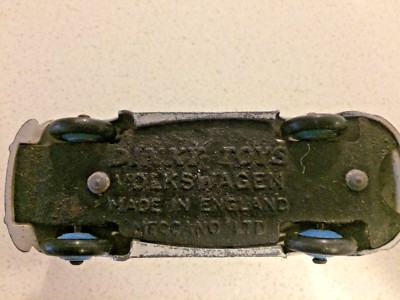 DINKY TOYS
VOLKSWAGEN
MADE IN ENGLAND
MECCANO LTD